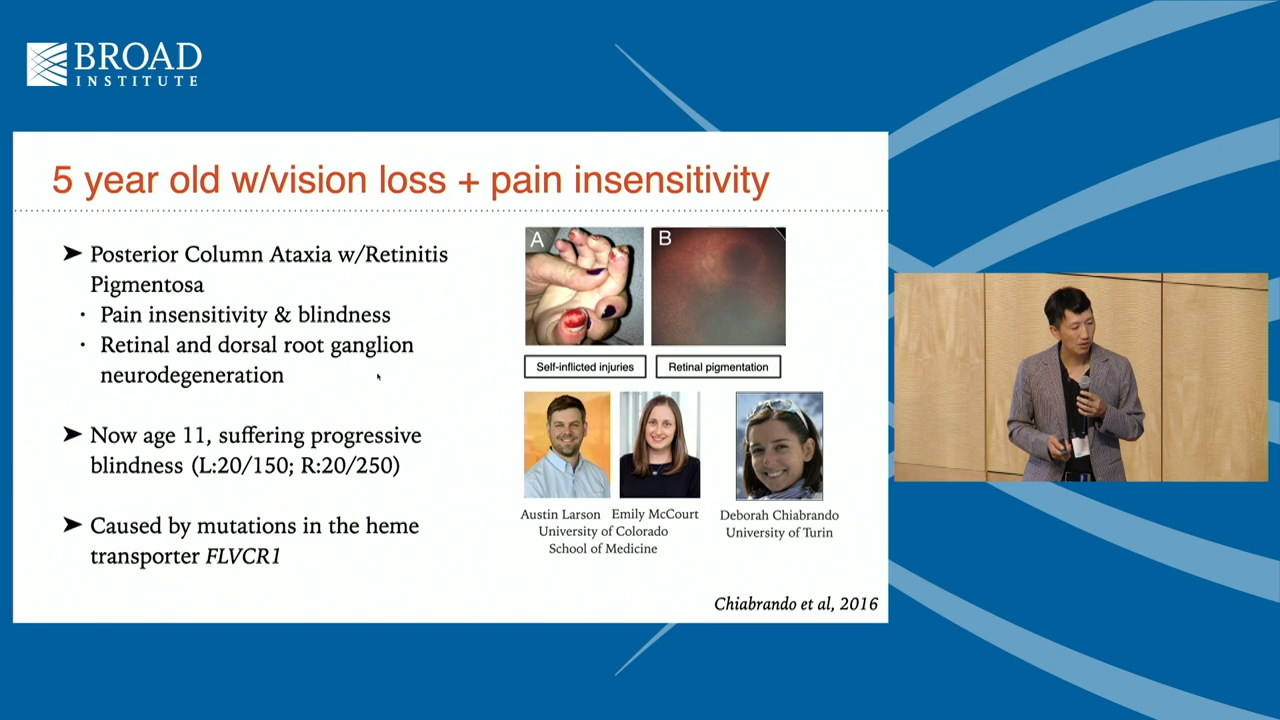 BROAD
INSTITUTE
5 year old w/vision loss + pain insensitivity
➤ Posterior Column Ataxia w/Retinitis
Pigmentosa
· Pain insensitivity & blindness
· Retinal and dorsal root ganglion
neurodegeneration
➤ Now age 11, suffering progressive
blindness (L:20/150; R:20/250)
➤ Caused by mutations in the heme
transporter FLVCR1
A
B
Self-inflicted injuries
Retinal pigmentation
Austin Larson Emily McCourt
University of Colorado
School of Medicine
Deborah Chiabrando
University of Turin
Chiabrando et al, 2016